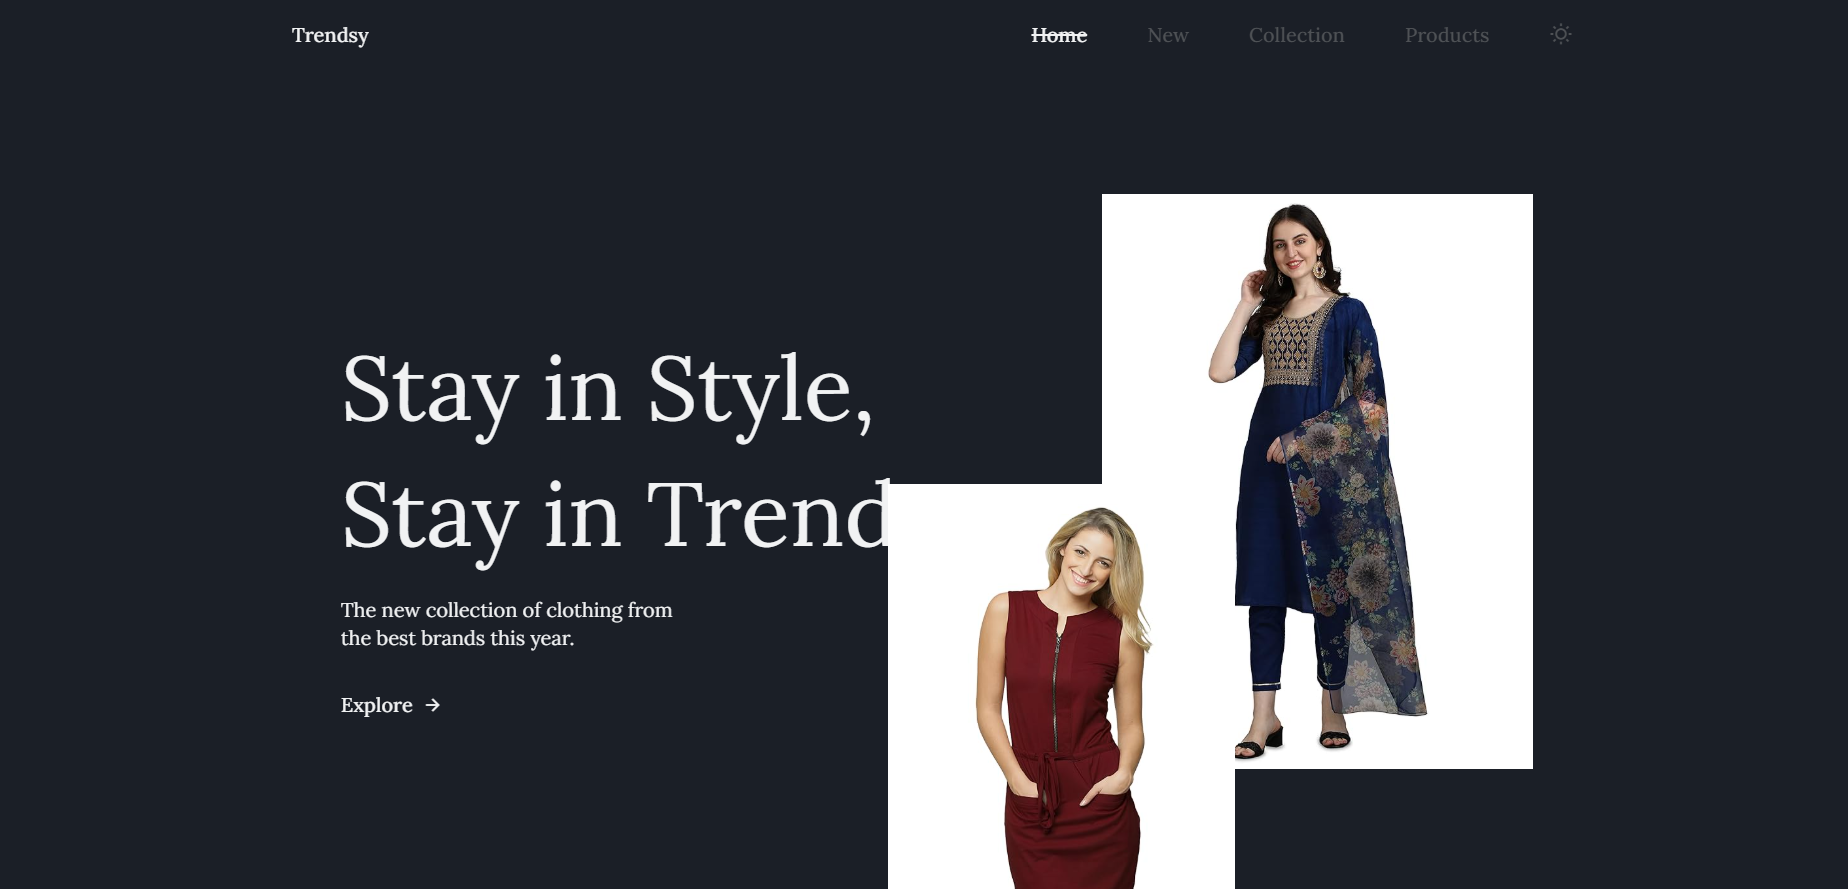 Trendsy
Home New Collection Products
Stay in Style,
Stay in Trend
The new collection of clothing from
the best brands this year.
Explore →